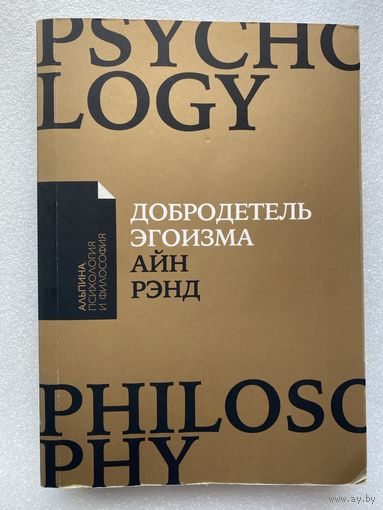 PSYCHO
LOGY
ДОБРОДЕТЕЛЬ
ЭГОИЗМА
АЙН
РЭНД
АЛЬПИНА
ПСИХОЛОГИЯ
И ФИЛОСОФИЯ
PHILOSO
PHY
www.ay.by